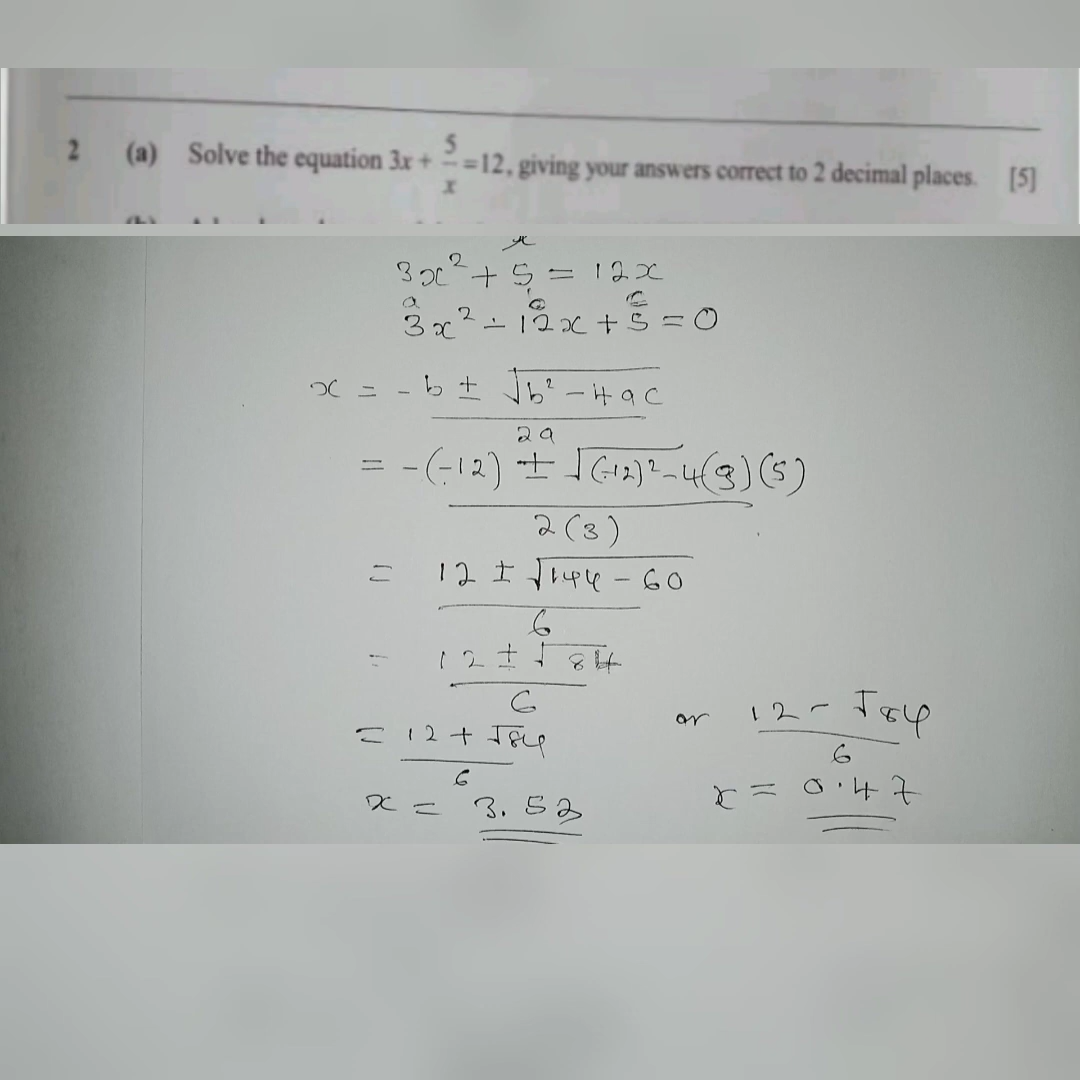 2 (a) Solve the equation 3x + 5/x = 12, giving your answers correct to 2 decimal places. [5]
x
3x² + 5 = 12x
a b c
3x² - 12x + 5 = 0
x = -b ± √b² - 4ac
2a
= -(-12) ± √(-12)² - 4(3)(5)
2(3)
= 12 ± √144 - 60
6
= 12 ± √84
6
= 12 + √84 or 12 - √84
6 6
x = 3.52 x = 0.47